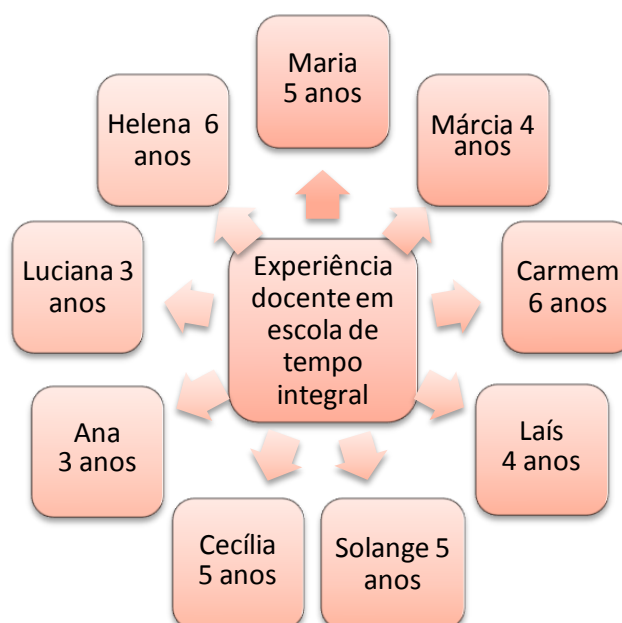 Maria
5 anos
Márcia 4
anos
Carmem
6 anos
Laís
4 anos
Solange 5
anos
Cecília
5 anos
Ana
3 anos
Luciana 3
anos
Helena 6
anos
Experiência
docente em
escola de
tempo
integral